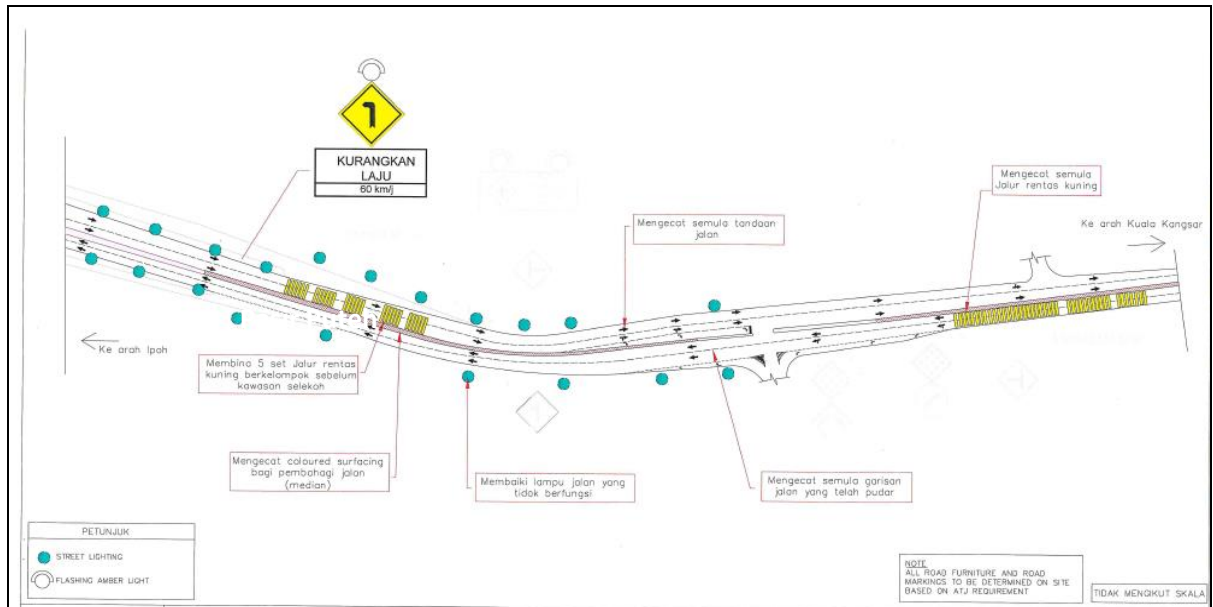 KURANGKAN
LAJU
60 km/j
Mengecat semula
Jalur rentas kuning
Mengecat semula tandaan
jalan
Ke arah Kuala Kangsar
Ke arah Ipoh
Membina 5 set Jalur rentas
kuning berkelompok sebelum
kawasan selekoh
Mengecat coloured surfacing
bagi pembahagi jalan
(median)
Membaiki lampu jalan yang
tidak berfungsi
Mengecat semula garisan
jalan yang telah pudar
PETUNJUK
STREET LIGHTING
FLASHING AMBER LIGHT
NOTE
ALL ROAD FURNITURE AND ROAD
MARKINGS TO BE DETERMINED ON SITE
BASED ON ATJ REQUIREMENT
TIDAK MENGIKUT SKALA